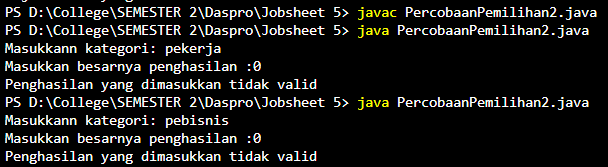 PS D:\College\SEMESTER 2\Daspro\Jobsheet 5> javac PercobaanPemilihan2.java
PS D:\College\SEMESTER 2\Daspro\Jobsheet 5> java PercobaanPemilihan2.java
Masukkann kategori: pekerja
Masukkan besarnya penghasilan :0
Penghasilan yang dimasukkan tidak valid
PS D:\College\SEMESTER 2\Daspro\Jobsheet 5> java PercobaanPemilihan2.java
Masukkann kategori: pebisnis
Masukkan besarnya penghasilan :0
Penghasilan yang dimasukkan tidak valid